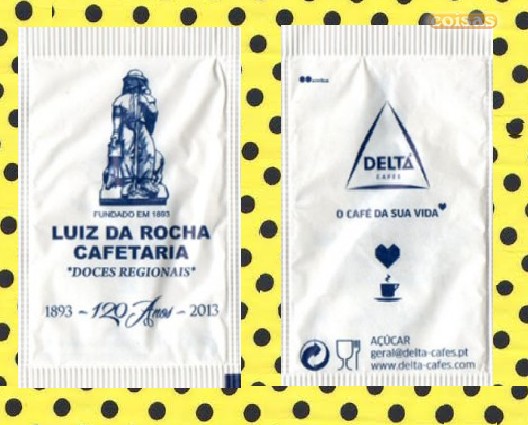 coisas
FUNDADO EM 1893
LUIZ DA ROCHA
CAFETARIA
"DOCES REGIONAIS"
1893 ~ 120 Anos ~ 2013
DELTA
CAFÉS
O CAFÉ DA SUA VIDA
AÇÚCAR
geral@delta-cafes.pt
www.delta-cafes.com